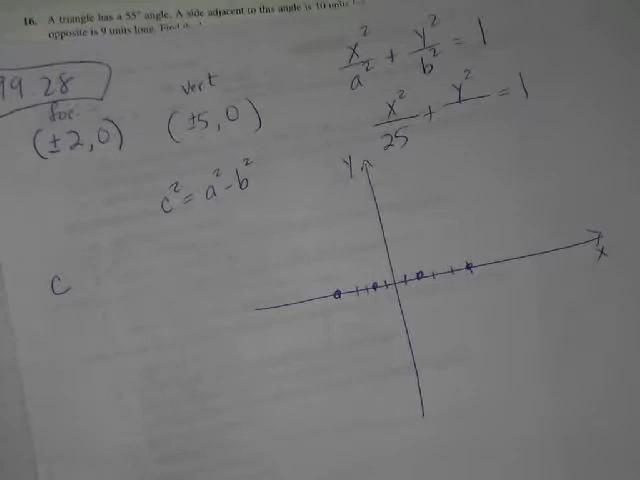 16. A triangle has a 55° angle. A side adjacent to this angle is 10 units
opposite is 9 units long. Find
99 28
foc. vert
(±2, 0) (±5, 0)
x²/a² + y²/b² = 1
x²/25 + y²/ = 1
c² = a² - b²
c
y
x